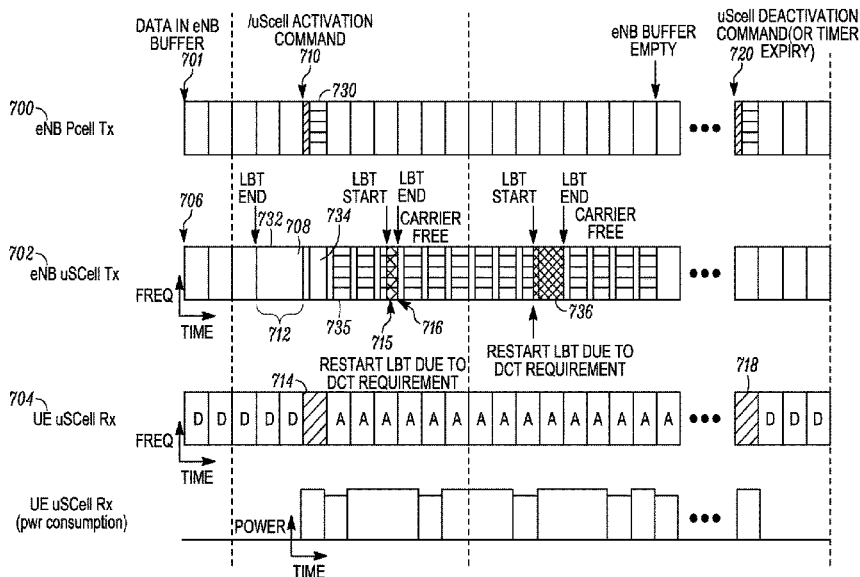 DATA IN eNB
BUFFER
701
/uScell ACTIVATION
COMMAND
710
730
eNB BUFFER
EMPTY
uScell DEACTIVATION
COMMAND(OR TIMER
EXPIRY)
720
700
eNB Pcell Tx
706
LBT
END
732
708
734
LBT
START
LBT
END
CARRIER
FREE
LBT
START
LBT
END
CARRIER
FREE
702
eNB uSCell Tx
FREQ
TIME
712
735
715
716
736
RESTART LBT DUE TO
DCT REQUIREMENT
RESTART LBT DUE TO
DCT REQUIREMENT
714
718
704
UE uSCell Rx
D D D D D A A A A A A A A A A A A A A A D D D
FREQ
TIME
UE uSCell Rx
(pwr consumption)
POWER
TIME